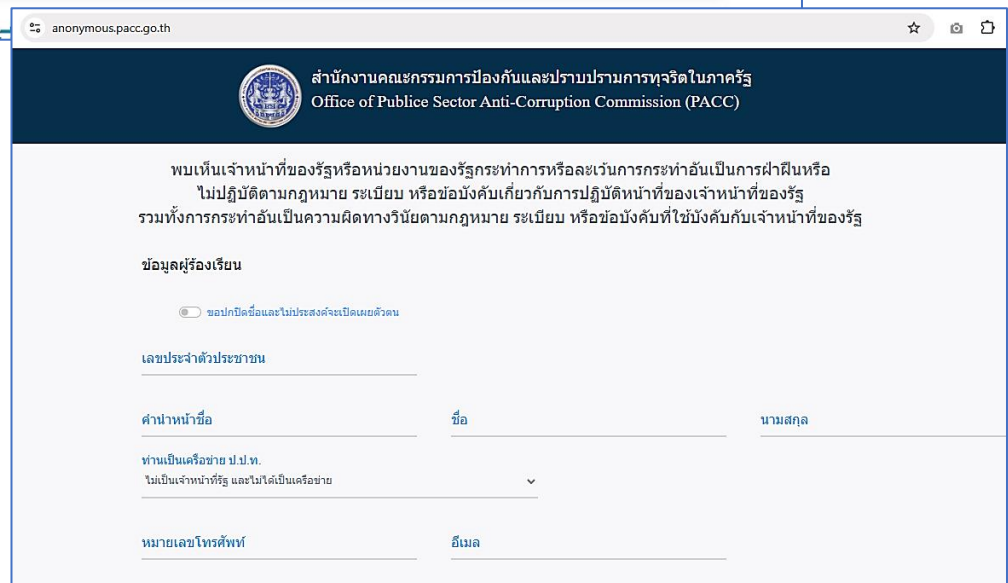 anonymous.pacc.go.th
สำนักงานคณะกรรมการป้องกันและปราบปรามการทุจริตในภาครัฐ
Office of Publice Sector Anti-Corruption Commission (PACC)
พบเห็นเจ้าหน้าที่ของรัฐหรือหน่วยงานของรัฐกระทำการหรือละเว้นการกระทำอันเป็นการฝ่าฝืนหรือ
ไม่ปฏิบัติตามกฎหมาย ระเบียบ หรือข้อบังคับเกี่ยวกับการปฏิบัติหน้าที่ของเจ้าหน้าที่ของรัฐ
รวมทั้งการกระทำอันเป็นความผิดทางวินัยตามกฎหมาย ระเบียบ หรือข้อบังคับที่ใช้บังคับกับเจ้าหน้าที่ของรัฐ
ข้อมูลผู้ร้องเรียน
ขอปกปิดชื่อและไม่ประสงค์จะเปิดเผยตัวตน
เลขประจำตัวประชาชน
คำนำหน้าชื่อ ชื่อ นามสกุล
ท่านเป็นเครือข่าย ป.ป.ท.
ไม่เป็นเจ้าหน้าที่รัฐ และไม่ได้เป็นเครือข่าย
หมายเลขโทรศัพท์ อีเมล